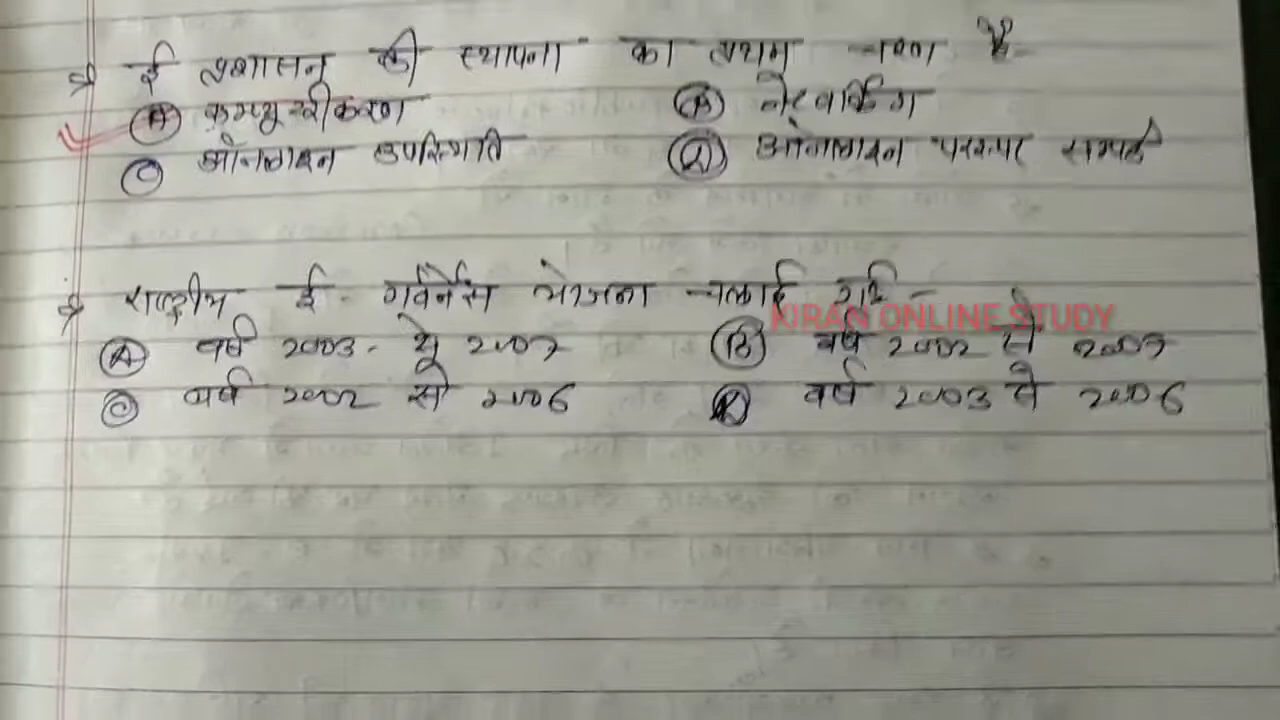 ई प्रशासन की स्थापना का प्रथम चरण है-
A कम्प्यूटरीकरण B नेटवर्किंग
C ऑनलाइन उपस्थिति D ऑनलाइन परस्पर सम्पर्क
राष्ट्रीय ई-गवर्नेंस योजना चलाई गई -
KIRAN ONLINE STUDY
A वर्ष 2003 - से 2007 B वर्ष 2002 से 2007
C वर्ष 2002 से 2006 D वर्ष 2003 से 2006